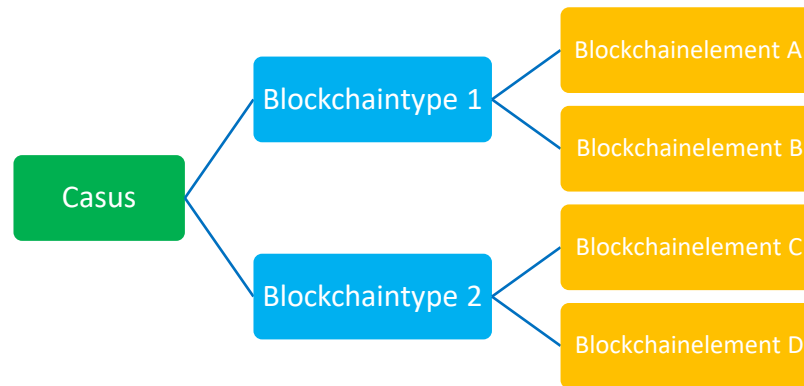 Casus
Blockchaintype 1
Blockchainelement A
Blockchainelement B
Blockchaintype 2
Blockchainelement C
Blockchainelement D